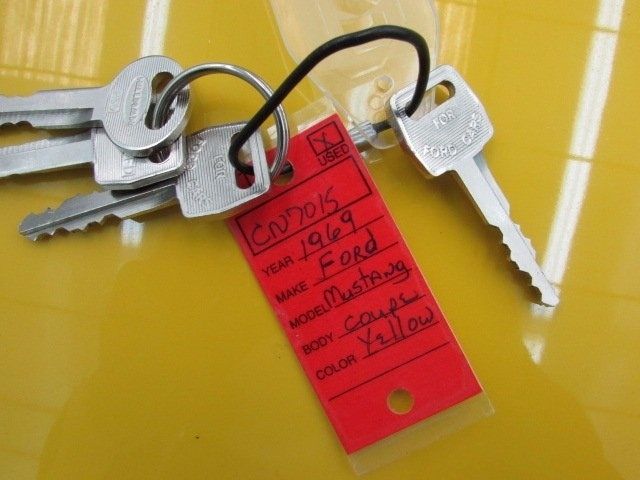 X
USED
CN7015
YEAR 1969
MAKE FORd
MODEL MustANg
BODY COUPE
COLOR YEllOW
FOR
FORD CARS